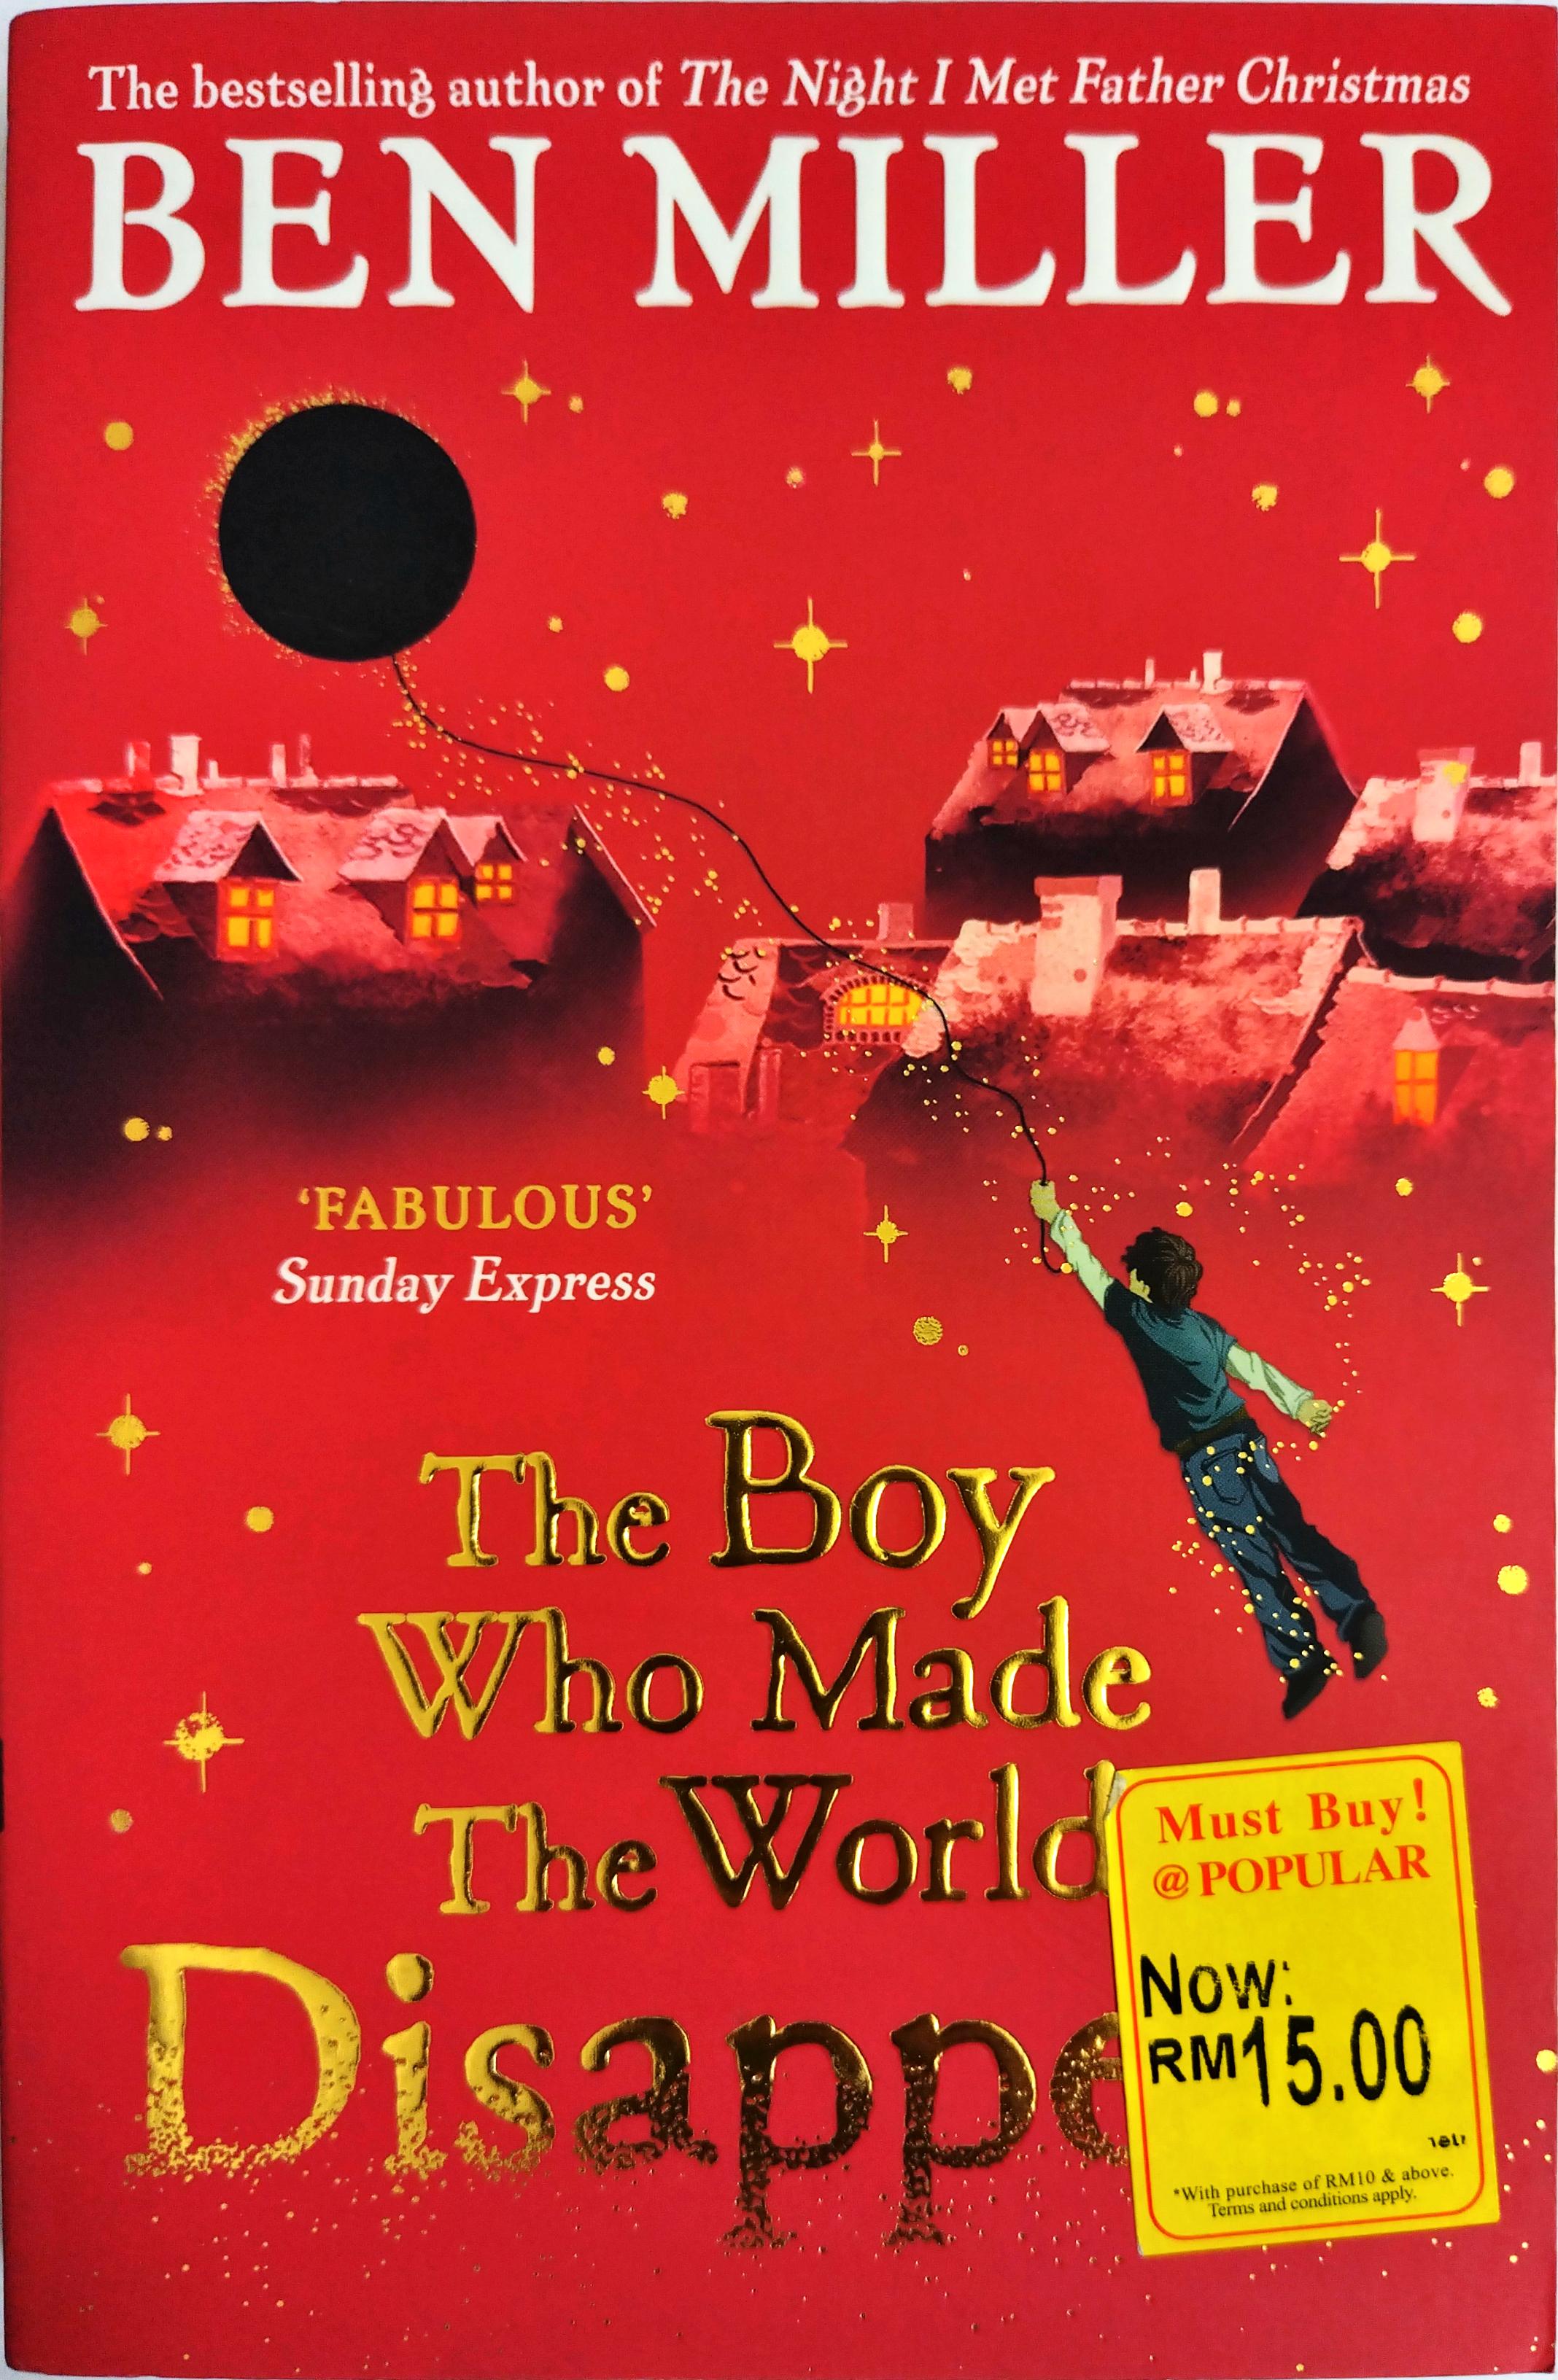 The bestselling author of The Night I Met Father Christmas
BEN MILLER
‘FABULOUS’
Sunday Express
The Boy
Who Made
The World
Disappe
Must Buy!
@POPULAR
Now:
RM15.00
*With purchase of RM10 & above.
Terms and conditions apply.